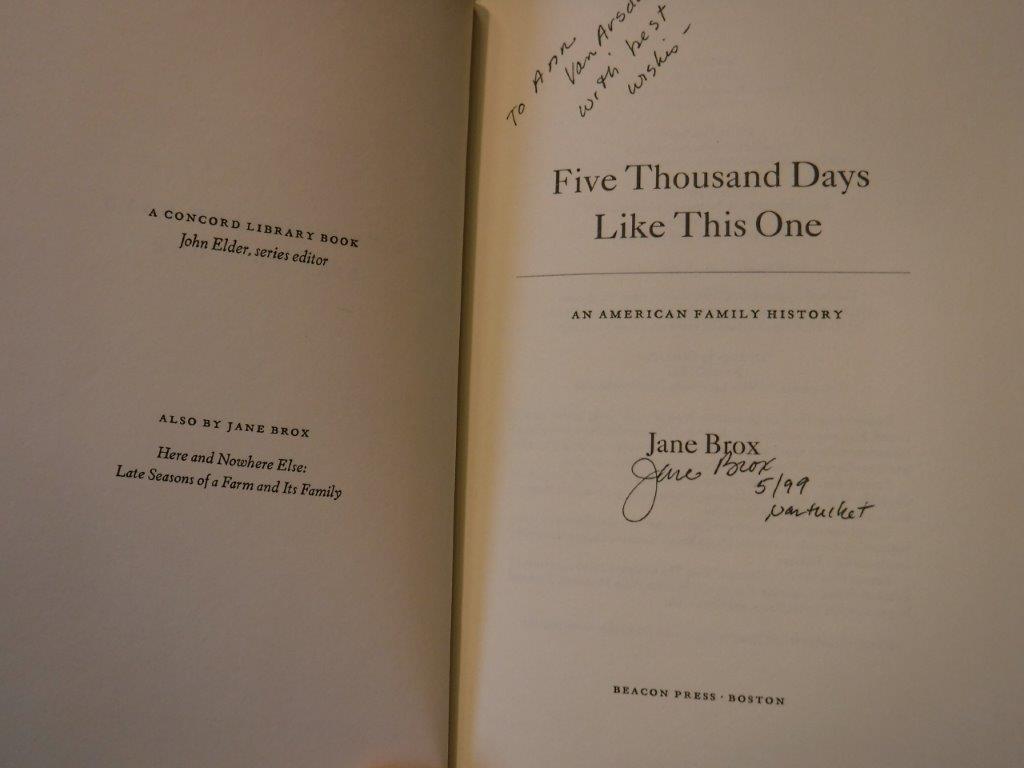 A CONCORD LIBRARY BOOK
John Elder, series editor
ALSO BY JANE BROX
Here and Nowhere Else:
Late Seasons of a Farm and Its Family
To Ann
Van
with best
wishes-
Five Thousand Days
Like This One
AN AMERICAN FAMILY HISTORY
Jane Brox
Jane Brox
5/99
Nantucket
BEACON PRESS · BOSTON